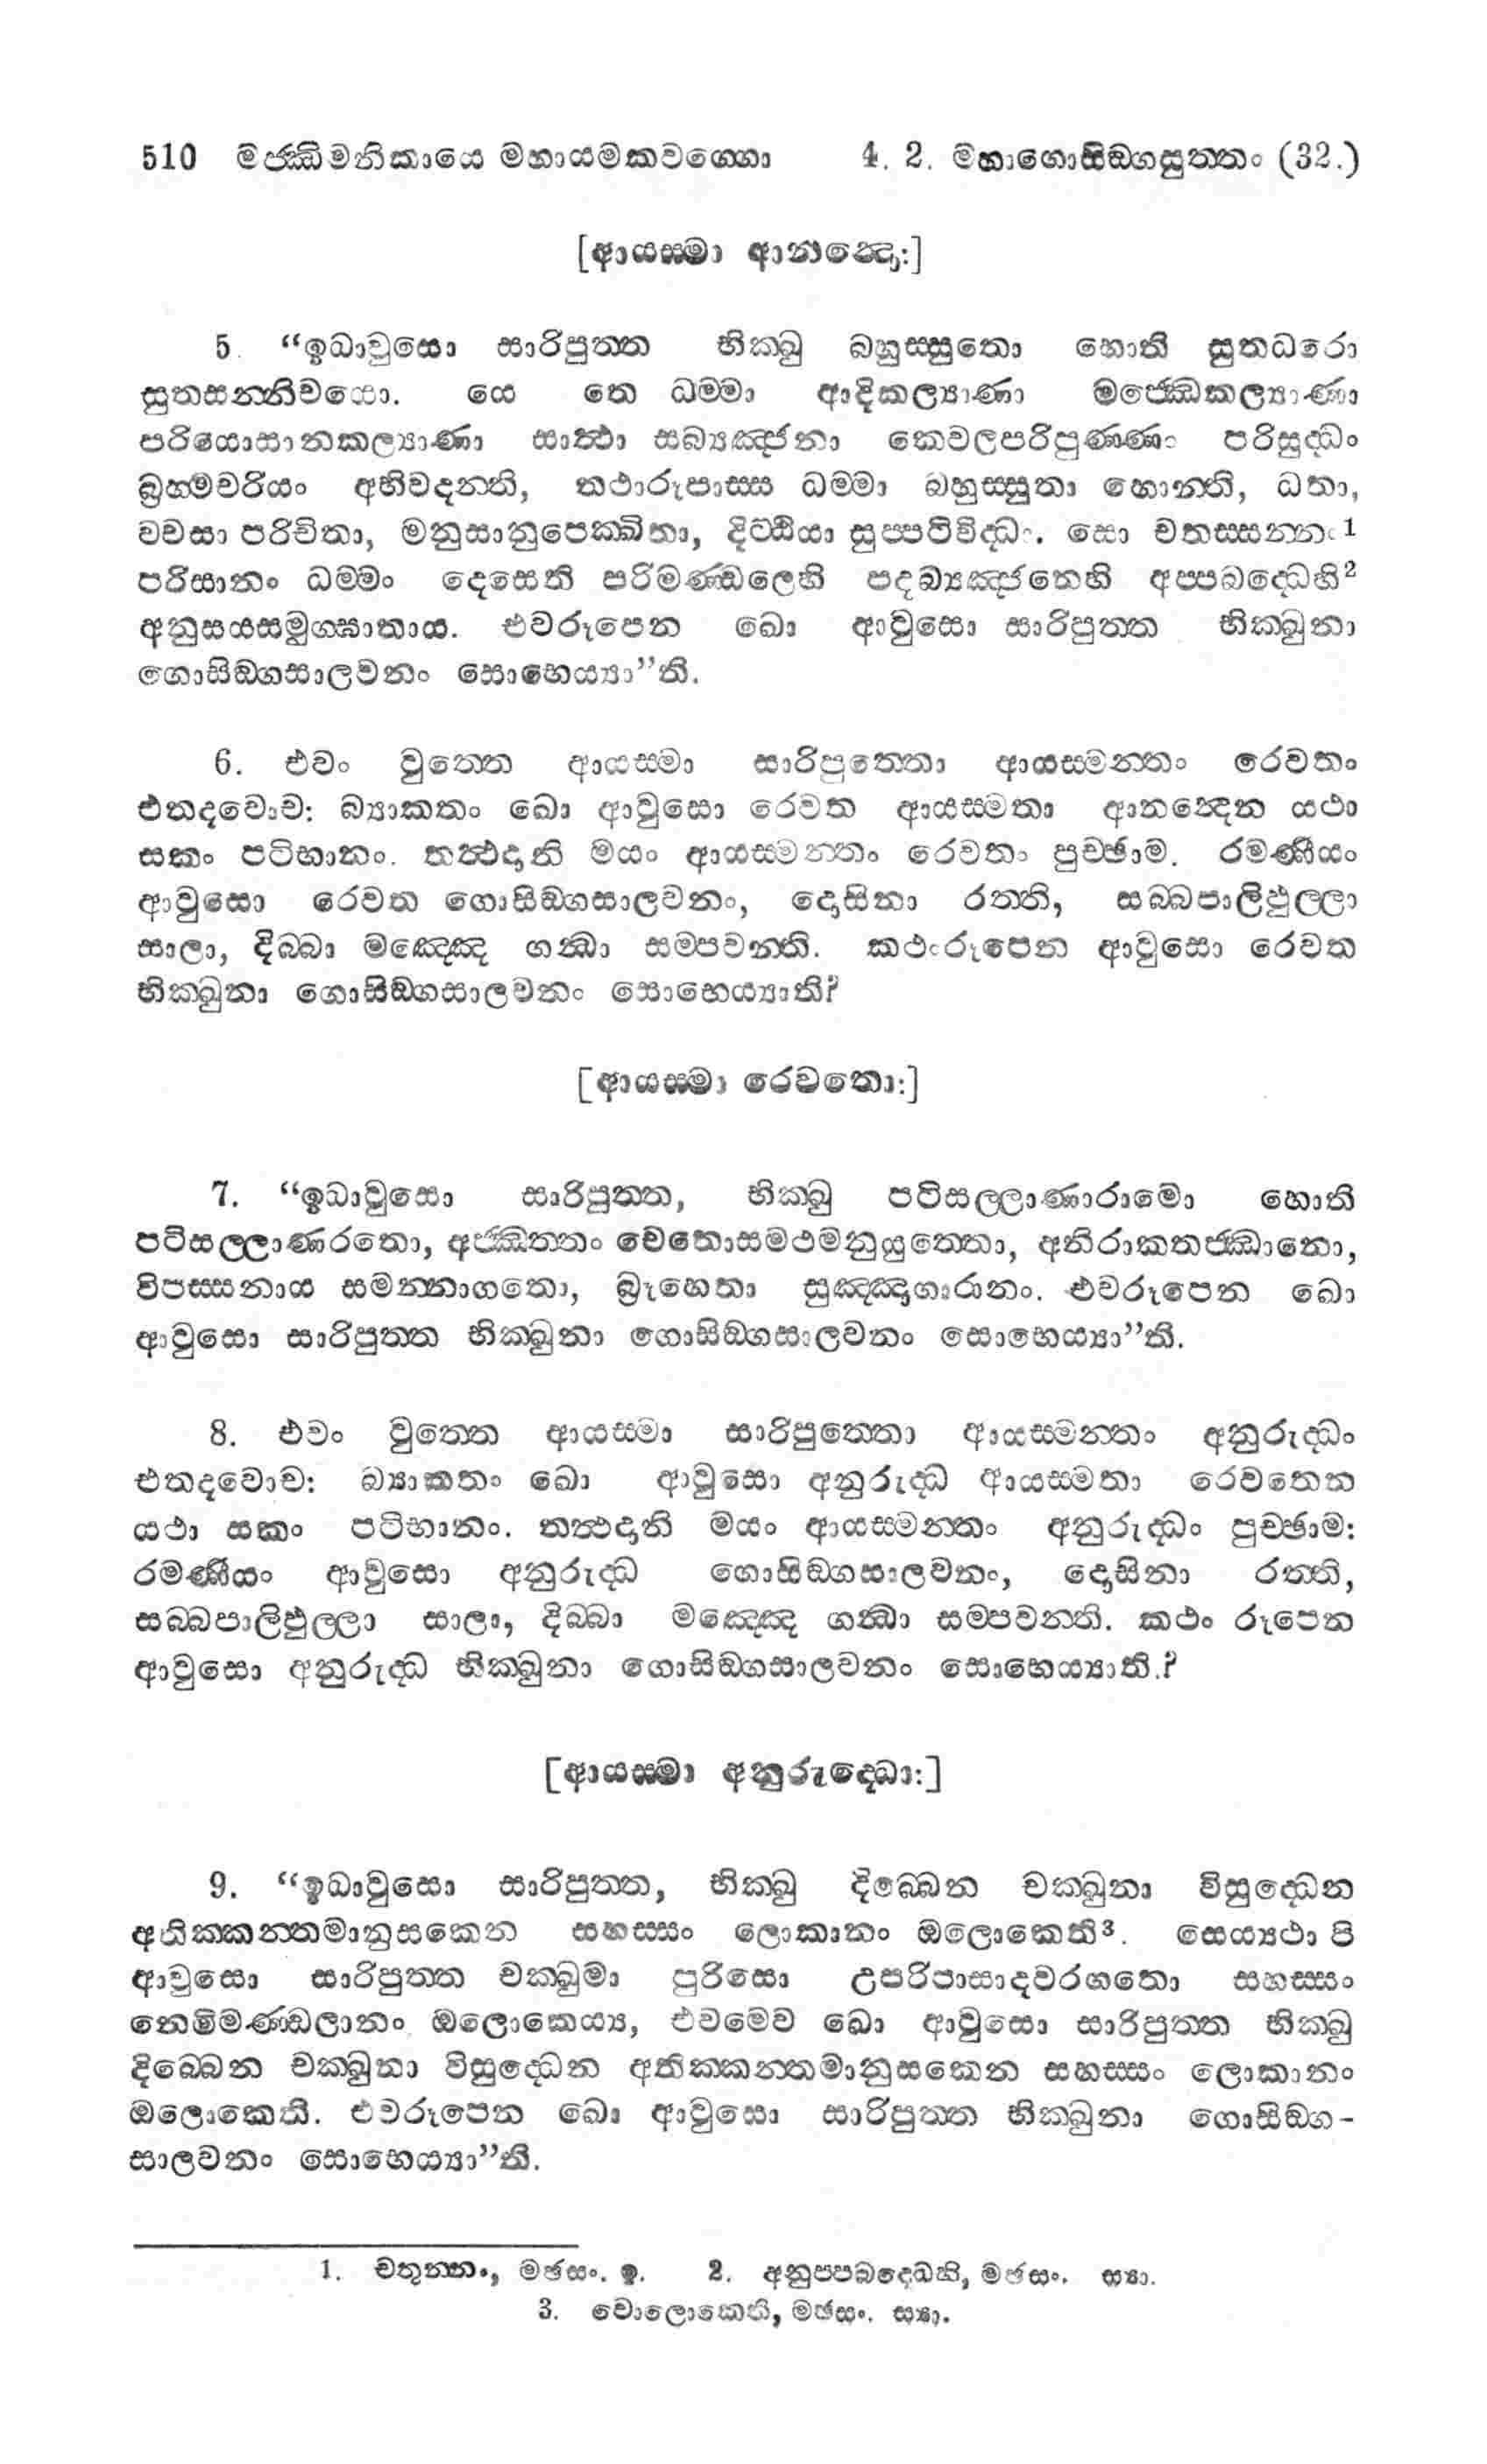 510 මජ්ඣිමනිකායෙ මහායමකවග්ගො 4. 2. මහාගොසිඞ්ගසුත්තං (32.)
[ආයස්මා ආනන්දො:]
5. “ඉධාවුසො සාරිපුත්ත භික්ඛු බහුස්සුතො හොති සුතධරො
සුතසන්නිචයො. යෙ තෙ ධම්මා ආදිකල්‍යාණා මජ්ඣෙකල්‍යාණා
පරියොසානකල්‍යාණා සාත්‍ථා සබ්‍යඤ්ජනා කෙවලපරිපුණ්ණං පරිසුද්ධං
බ්‍රහ්මචරියං අභිවදන්ති, තථාරූපාස්ස ධම්මා බහුස්සුතා හොන්ති, ධතා,
වචසා පරිචිතා, මනුසානුපෙක්ඛිතා, දිට්ඨියා සුප්පටිවිද්ධා. සො චතස්සන්නං1
පරිසානං ධම්මං දෙසෙති පරිමණ්ඩලෙහි පදබ්‍යඤ්ජනෙහි අප්පබද්ධෙහි2
අනුසයසමුග්ඝාතාය. එවරූපෙන ඛො ආවුසො සාරිපුත්ත භික්ඛුනා
ගොසිඞ්ගසාලවනං සොභෙය්‍යා”ති.
6. එවං වුත්තෙ ආයස්මා සාරිපුත්තො ආයස්මන්තං රෙවතං
එතදවොච: බ්‍යාකතං ඛො ආවුසො රෙවත ආයස්මතා ආනන්දෙන යථා
සකං පටිභානං. තත්‍ථදානි මයං ආයස්මන්තං රෙවතං පුච්ඡාම. රමණීයං
ආවුසො රෙවත ගොසිඞ්ගසාලවනං, දොසිනා රත්ති, සබ්බපාලිඵුල්ලා
සාලා, දිබ්බා මඤ්ඤෙ ගන්‍ධා සම්පවන්ති. කථංරූපෙන ආවුසො රෙවත
භික්ඛුනා ගොසිඞ්ගසාලවනං සොභෙය්‍යාති?
[ආයස්මා රෙවතො:]
7. “ඉධාවුසො සාරිපුත්ත, භික්ඛු පටිසල්ලාණාරාමො හොති
පටිසල්ලාණරතො, අජ්ඣත්තං චෙතොසමථමනුයුත්තො, අනිරාකතජ්ඣානො,
විපස්සනාය සමන්නාගතො, බ්‍රූහෙතා සුඤ්ඤාගාරානං. එවරූපෙන ඛො
ආවුසො සාරිපුත්ත භික්ඛුනා ගොසිඞ්ගසාලවනං සොභෙය්‍යා”ති.
8. එවං වුත්තෙ ආයස්මා සාරිපුත්තො ආයස්මන්තං අනුරුද්ධං
එතදවොච: බ්‍යාකතං ඛො ආවුසො අනුරුද්ධ ආයස්මතා රෙවතෙන
යථා සකං පටිභානං. තත්‍ථදානි මයං ආයස්මන්තං අනුරුද්ධං පුච්ඡාම:
රමණීයං ආවුසො අනුරුද්ධ ගොසිඞ්ගසාලවනං, දොසිනා රත්ති,
සබ්බපාලිඵුල්ලා සාලා, දිබ්බා මඤ්ඤෙ ගන්‍ධා සම්පවන්ති. කථං රූපෙන
ආවුසො අනුරුද්ධ භික්ඛුනා ගොසිඞ්ගසාලවනං සොභෙය්‍යාති.?
[ආයස්මා අනුරුද්ධො:]
9. “ඉධාවුසො සාරිපුත්ත, භික්ඛු දිබ්බෙන චක්ඛුනා විසුද්ධෙන
අතික්කන්තමානුසකෙන සහස්සං ලොකානං ඔලොකෙති3. සෙය්‍යථා පි
ආවුසො සාරිපුත්ත චක්ඛුමා පුරිසො උපරිපාසාදවරගතො සහස්සං
නෙමිමණ්ඩලානං ඔලොකෙය්‍ය, එවමෙව ඛො ආවුසො සාරිපුත්ත භික්ඛු
දිබ්බෙන චක්ඛුනා විසුද්ධෙන අතික්කන්තමානුසකෙන සහස්සං ලොකානං
ඔලොකෙති. එවරූපෙන ඛො ආවුසො සාරිපුත්ත භික්ඛුනා ගොසිඞ්ග-
සාලවනං සොභෙය්‍යා”ති.
1. චතුන්නං, මඡසං. ඉ. 2. අනුප්පබද්ධෙහි, මඡසං. ස්‍යා.
3. වොලොකෙති, මඡසං. ස්‍යා.